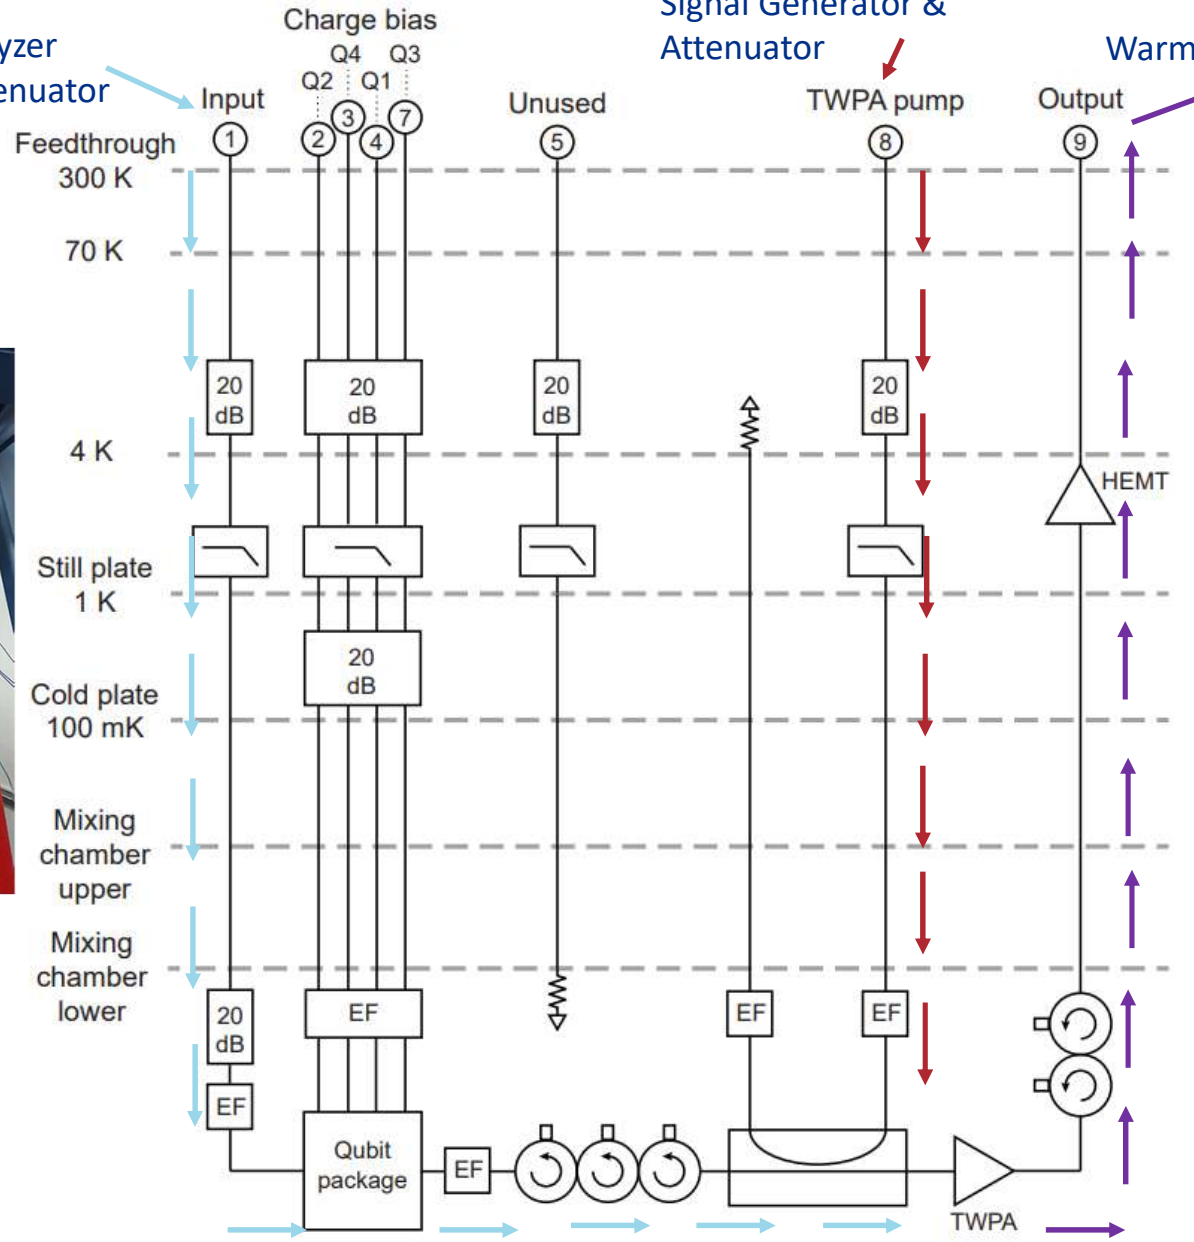 Signal Generator &
Attenuator
Charge bias
Q4 Q3
Q2 Q1
Input
Unused
TWPA pump
Output
1 2 3 4 7 5 8 9
Feedthrough
300 K
70 K
20
dB
20
dB
20
dB
20
dB
4 K
HEMT
Still plate
1 K
20
dB
Cold plate
100 mK
Mixing
chamber
upper
Mixing
chamber
lower
20
dB
EF
EF
EF
EF
Qubit
package
EF
TWPA